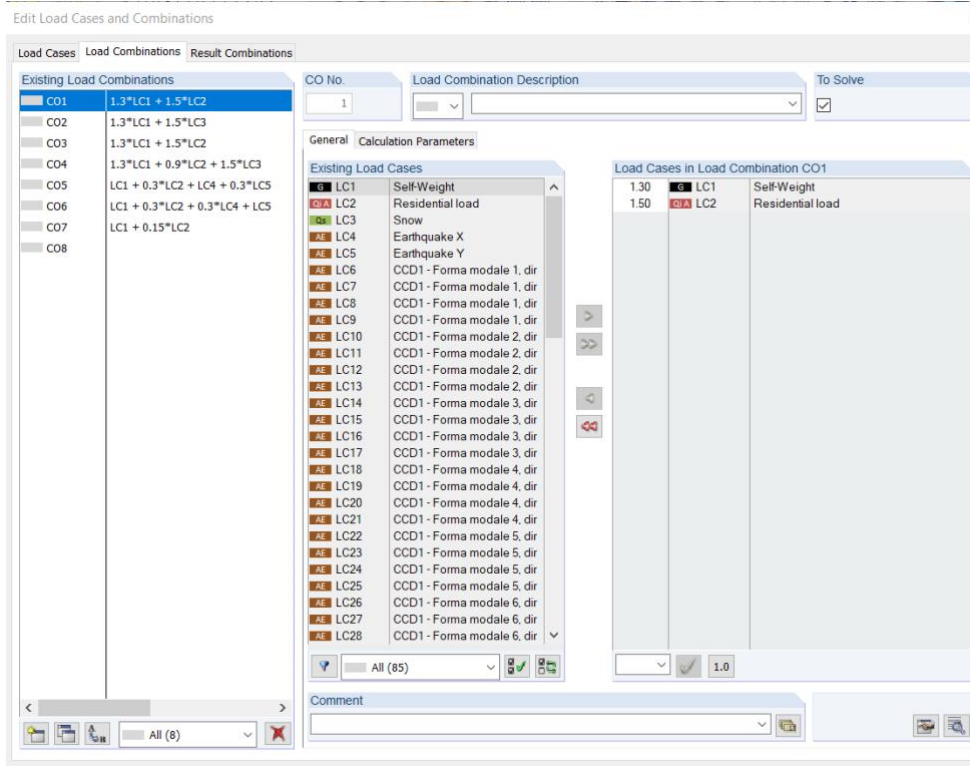 Edit Load Cases and Combinations
Load Cases Load Combinations Result Combinations
Existing Load Combinations
CO1 1.3*LC1 + 1.5*LC2
CO2 1.3*LC1 + 1.5*LC3
CO3 1.3*LC1 + 1.5*LC2
CO4 1.3*LC1 + 0.9*LC2 + 1.5*LC3
CO5 LC1 + 0.3*LC2 + LC4 + 0.3*LC5
CO6 LC1 + 0.3*LC2 + 0.3*LC4 + LC5
CO7 LC1 + 0.15*LC2
CO8
All (8)
CO No.
1
Load Combination Description
To Solve
General Calculation Parameters
Existing Load Cases
G LC1 Self-Weight
Qi A LC2 Residential load
Qs LC3 Snow
AE LC4 Earthquake X
AE LC5 Earthquake Y
AE LC6 CCD1 - Forma modale 1, dir
AE LC7 CCD1 - Forma modale 1, dir
AE LC8 CCD1 - Forma modale 1, dir
AE LC9 CCD1 - Forma modale 1, dir
AE LC10 CCD1 - Forma modale 2, dir
AE LC11 CCD1 - Forma modale 2, dir
AE LC12 CCD1 - Forma modale 2, dir
AE LC13 CCD1 - Forma modale 2, dir
AE LC14 CCD1 - Forma modale 3, dir
AE LC15 CCD1 - Forma modale 3, dir
AE LC16 CCD1 - Forma modale 3, dir
AE LC17 CCD1 - Forma modale 3, dir
AE LC18 CCD1 - Forma modale 4, dir
AE LC19 CCD1 - Forma modale 4, dir
AE LC20 CCD1 - Forma modale 4, dir
AE LC21 CCD1 - Forma modale 4, dir
AE LC22 CCD1 - Forma modale 5, dir
AE LC23 CCD1 - Forma modale 5, dir
AE LC24 CCD1 - Forma modale 5, dir
AE LC25 CCD1 - Forma modale 5, dir
AE LC26 CCD1 - Forma modale 6, dir
AE LC27 CCD1 - Forma modale 6, dir
AE LC28 CCD1 - Forma modale 6, dir
All (85)
Load Cases in Load Combination CO1
1.30 G LC1 Self-Weight
1.50 Qi A LC2 Residential load
1.0
Comment